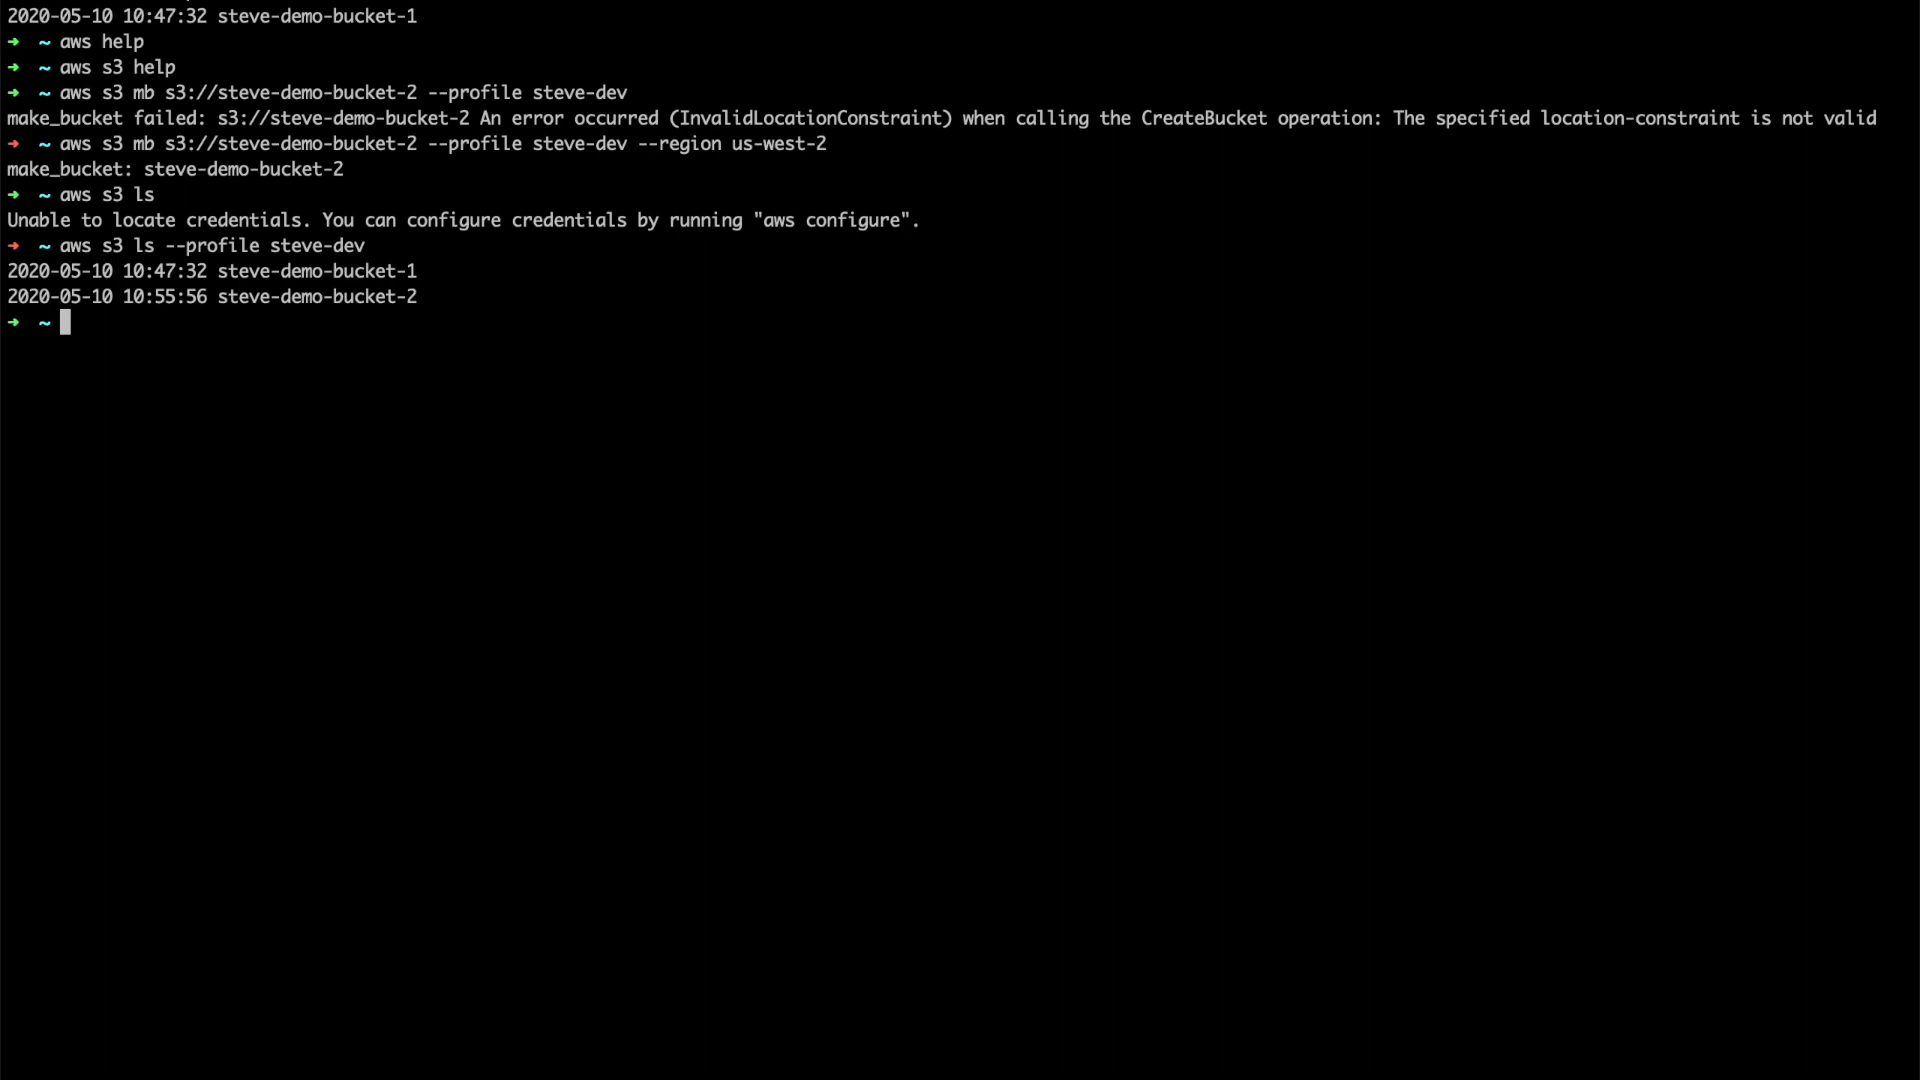 2020-05-10 10:47:32 steve-demo-bucket-1
➜ ~ aws help
➜ ~ aws s3 help
➜ ~ aws s3 mb s3://steve-demo-bucket-2 --profile steve-dev
make_bucket failed: s3://steve-demo-bucket-2 An error occurred (InvalidLocationConstraint) when calling the CreateBucket operation: The specified location-constraint is not valid
➜ ~ aws s3 mb s3://steve-demo-bucket-2 --profile steve-dev --region us-west-2
make_bucket: steve-demo-bucket-2
➜ ~ aws s3 ls
Unable to locate credentials. You can configure credentials by running "aws configure".
➜ ~ aws s3 ls --profile steve-dev
2020-05-10 10:47:32 steve-demo-bucket-1
2020-05-10 10:55:56 steve-demo-bucket-2
➜ ~